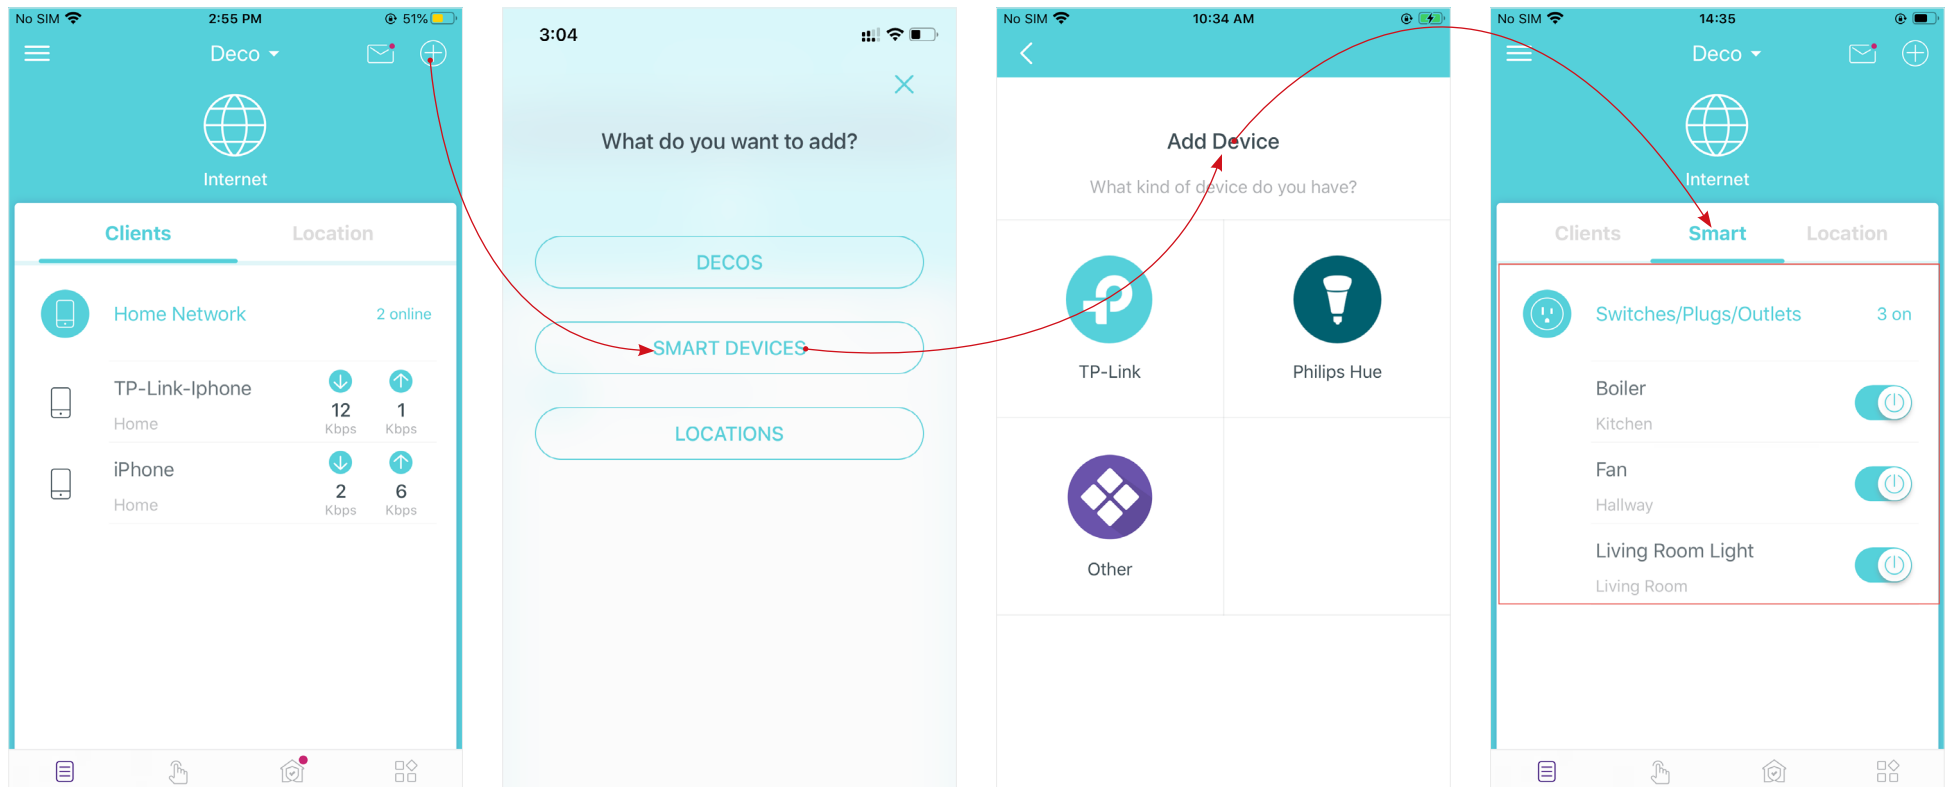 No SIM 2:55 PM 51%
Deco
Internet
Clients Location
Home Network 2 online
TP-Link-Iphone
Home
12 1
Kbps Kbps
iPhone
Home
2 6
Kbps Kbps
3:04
What do you want to add?
DECOS
SMART DEVICES
LOCATIONS
No SIM 10:34 AM
Add Device
What kind of device do you have?
TP-Link Philips Hue
Other
No SIM 14:35
Deco
Internet
Clients Smart Location
Switches/Plugs/Outlets 3 on
Boiler
Kitchen
Fan
Hallway
Living Room Light
Living Room